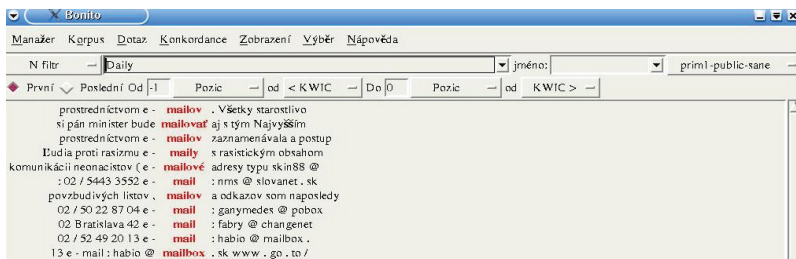 Bonito
Manažer Korpus Dotaz Konkordance Zobrazení Výběr Nápověda
N filtr Daily jméno: prim1-public-sane
První Poslední Od -1 Pozic od < KWIC Do 0 Pozic od KWIC >
prostredníctvom e - mailov . Všetky starostlivo
si pán minister bude mailovať aj s tým Najvyšším
prostredníctvom e - mailov zaznamenávala a postup
Ľudia proti rasizmu e - maily s rasistickým obsahom
komunikácii neonacistov ( e - mailové adresy typu skin88 @
: 02 / 5443 3552 e - mail : nms @ slovanet . sk
povzbudivých listov , mailov a odkazov som naposledy
02 / 50 22 87 04 e - mail : ganymedes @ pobox
02 Bratislava 42 e - mail : fabry @ changenet
02 / 52 49 20 13 e - mail : habio @ mailbox .
13 e - mail : habio @ mailbox . sk www . go . to /